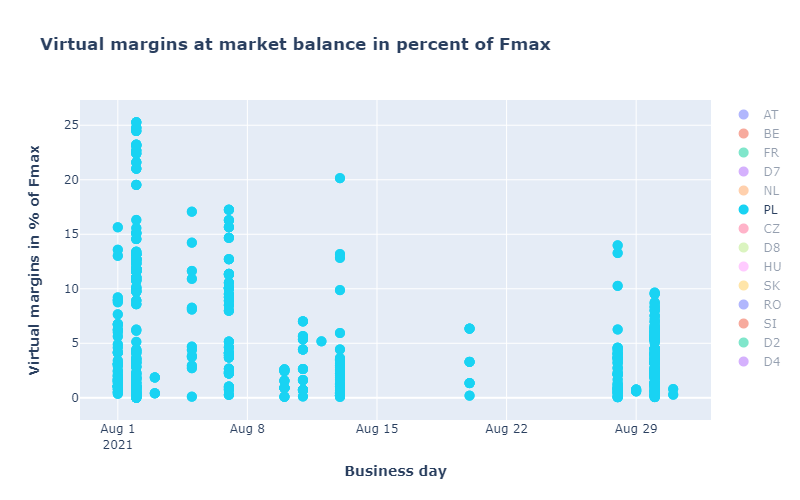 Virtual margins at market balance in percent of Fmax
Virtual margins in % of Fmax
25
20
15
10
5
0
Aug 1
2021
Aug 8
Aug 15
Aug 22
Aug 29
Business day
AT
BE
FR
D7
NL
PL
CZ
D8
HU
SK
RO
SI
D2
D4